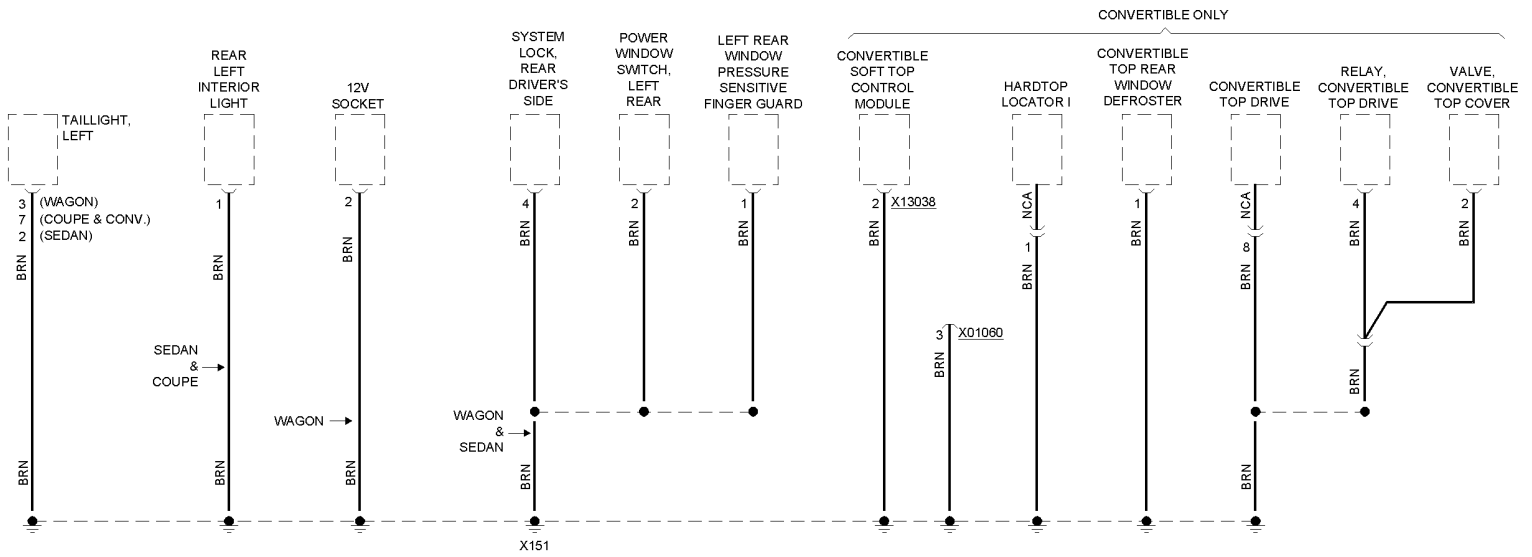 CONVERTIBLE ONLY
TAILLIGHT,
LEFT
REAR
LEFT
INTERIOR
LIGHT
12V
SOCKET
SYSTEM
LOCK,
REAR
DRIVER'S
SIDE
POWER
WINDOW
SWITCH,
LEFT
REAR
LEFT REAR
WINDOW
PRESSURE
SENSITIVE
FINGER GUARD
CONVERTIBLE
SOFT TOP
CONTROL
MODULE
HARDTOP
LOCATOR I
CONVERTIBLE
TOP REAR
WINDOW
DEFROSTER
CONVERTIBLE
TOP DRIVE
RELAY,
CONVERTIBLE
TOP DRIVE
VALVE,
CONVERTIBLE
TOP COVER
3 (WAGON)
7 (COUPE & CONV.)
2 (SEDAN)
BRN
BRN
1
BRN
SEDAN
&
COUPE
BRN
2
BRN
WAGON
BRN
4
BRN
WAGON
&
SEDAN
BRN
X151
2
BRN
1
BRN
2 X13038
BRN
3 X01060
BRN
NCA
1
BRN
1
BRN
NCA
8
BRN
BRN
4
BRN
BRN
2
BRN